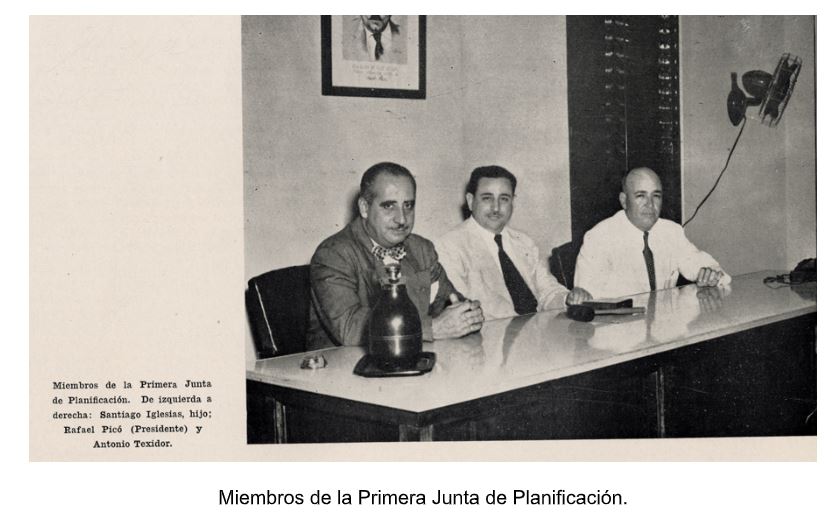 Miembros de la Primera Junta
de Planificación. De izquierda a
derecha: Santiago Iglesias, hijo;
Rafael Picó (Presidente) y
Antonio Texidor.
Miembros de la Primera Junta de Planificación.